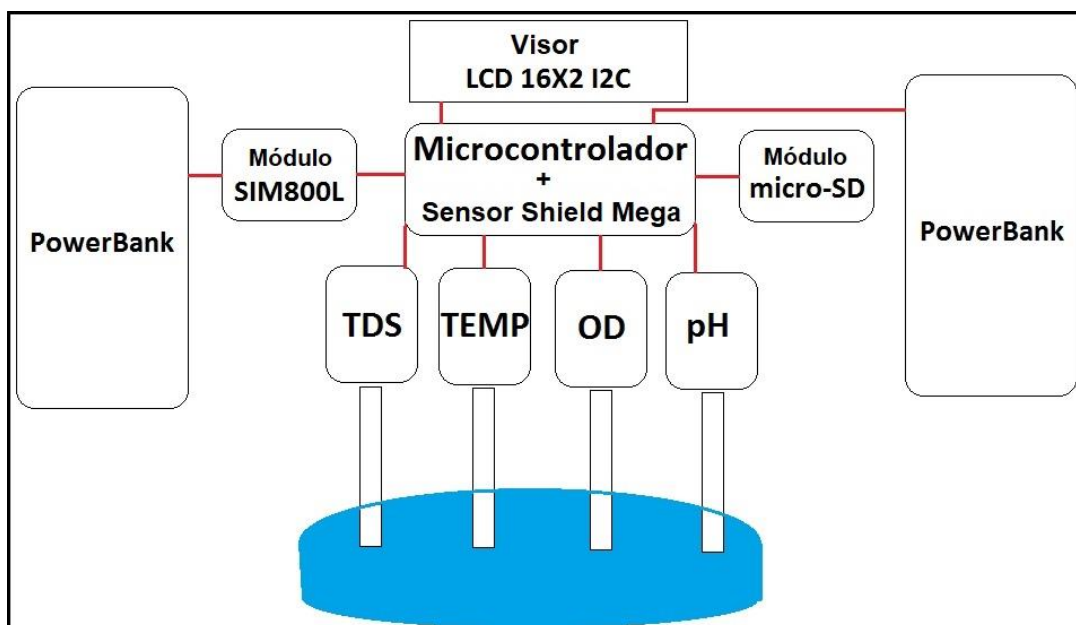 Visor
LCD 16X2 I2C
PowerBank
Módulo
SIM800L
Microcontrolador
+
Sensor Shield Mega
Módulo
micro-SD
PowerBank
TDS
TEMP
OD
pH